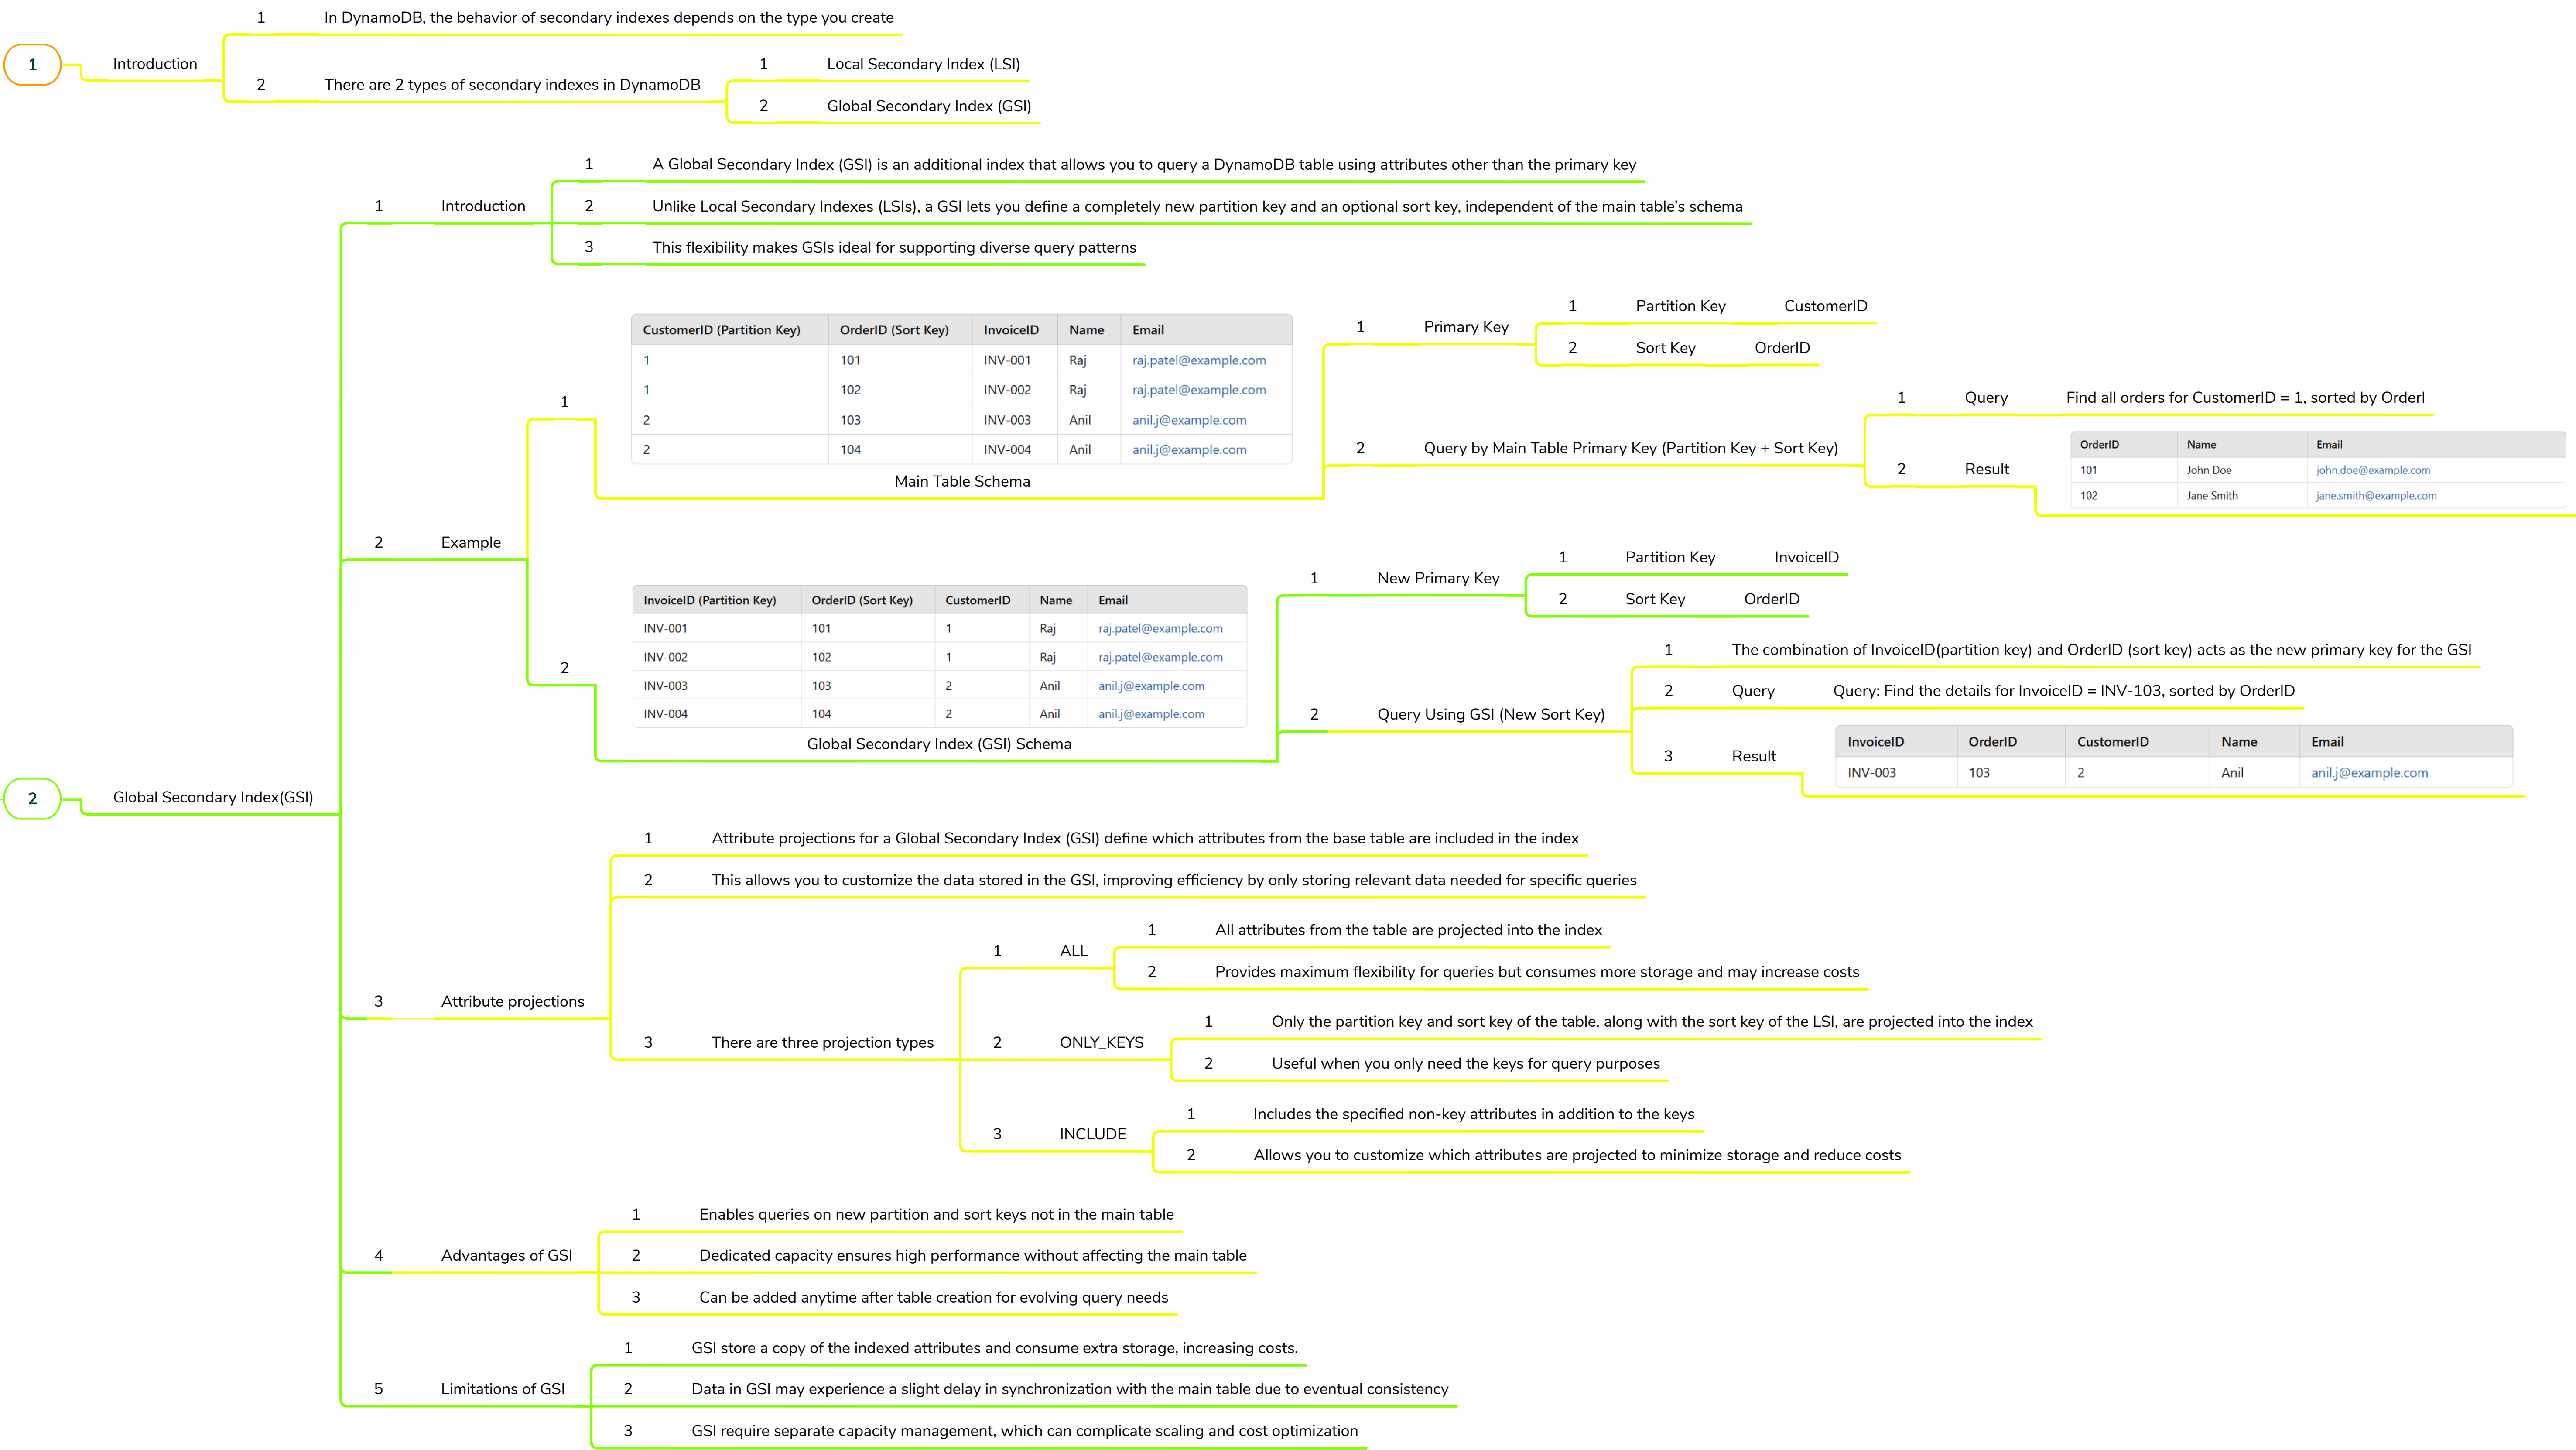 1 Introduction
1 In DynamoDB, the behavior of secondary indexes depends on the type you create
2 There are 2 types of secondary indexes in DynamoDB
1 Local Secondary Index (LSI)
2 Global Secondary Index (GSI)
2 Global Secondary Index(GSI)
1 Introduction
1 A Global Secondary Index (GSI) is an additional index that allows you to query a DynamoDB table using attributes other than the primary key
2 Unlike Local Secondary Indexes (LSIs), a GSI lets you define a completely new partition key and an optional sort key, independent of the main table's schema
3 This flexibility makes GSIs ideal for supporting diverse query patterns
2 Example
1
CustomerID (Partition Key) OrderID (Sort Key) InvoiceID Name Email
1 101 INV-001 Raj raj.patel@example.com
1 102 INV-002 Raj raj.patel@example.com
2 103 INV-003 Anil anil.j@example.com
2 104 INV-004 Anil anil.j@example.com
Main Table Schema
1 Primary Key
1 Partition Key CustomerID
2 Sort Key OrderID
2 Query by Main Table Primary Key (Partition Key + Sort Key)
1 Query Find all orders for CustomerID = 1, sorted by OrderI
2 Result
OrderID Name Email
101 John Doe john.doe@example.com
102 Jane Smith jane.smith@example.com
2
InvoiceID (Partition Key) OrderID (Sort Key) CustomerID Name Email
INV-001 101 1 Raj raj.patel@example.com
INV-002 102 1 Raj raj.patel@example.com
INV-003 103 2 Anil anil.j@example.com
INV-004 104 2 Anil anil.j@example.com
Global Secondary Index (GSI) Schema
1 New Primary Key
1 Partition Key InvoiceID
2 Sort Key OrderID
2 Query Using GSI (New Sort Key)
1 The combination of InvoiceID(partition key) and OrderID (sort key) acts as the new primary key for the GSI
2 Query Query: Find the details for InvoiceID = INV-103, sorted by OrderID
3 Result
InvoiceID OrderID CustomerID Name Email
INV-003 103 2 Anil anil.j@example.com
3 Attribute projections
1 Attribute projections for a Global Secondary Index (GSI) define which attributes from the base table are included in the index
2 This allows you to customize the data stored in the GSI, improving efficiency by only storing relevant data needed for specific queries
3 There are three projection types
1 ALL
1 All attributes from the table are projected into the index
2 Provides maximum flexibility for queries but consumes more storage and may increase costs
2 ONLY_KEYS
1 Only the partition key and sort key of the table, along with the sort key of the LSI, are projected into the index
2 Useful when you only need the keys for query purposes
3 INCLUDE
1 Includes the specified non-key attributes in addition to the keys
2 Allows you to customize which attributes are projected to minimize storage and reduce costs
4 Advantages of GSI
1 Enables queries on new partition and sort keys not in the main table
2 Dedicated capacity ensures high performance without affecting the main table
3 Can be added anytime after table creation for evolving query needs
5 Limitations of GSI
1 GSI store a copy of the indexed attributes and consume extra storage, increasing costs.
2 Data in GSI may experience a slight delay in synchronization with the main table due to eventual consistency
3 GSI require separate capacity management, which can complicate scaling and cost optimization